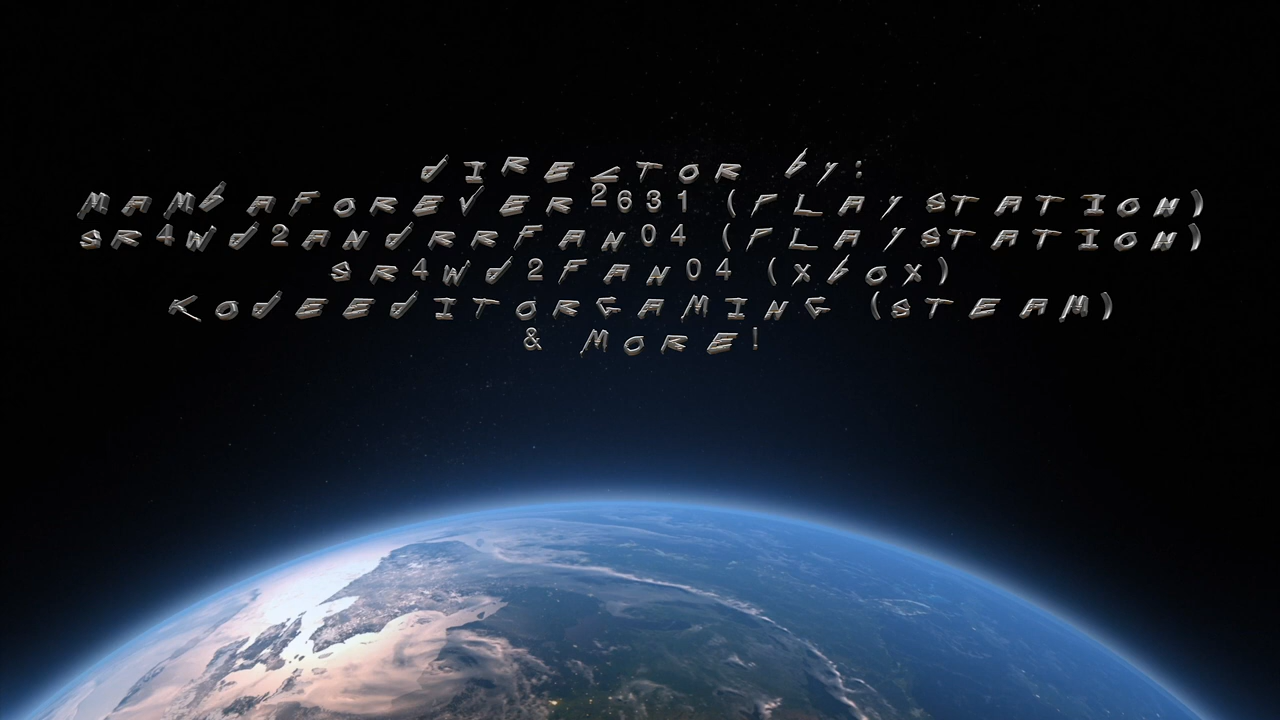 dIRECTOR by:
MAMbAFOREVER2631 (PLAySTATION)
SR4Wd2ANdRRFAN04 (PLAySTATION)
SR4Wd2FAN04 (xbox)
KOdEEdITORGAMING (STEAM)
& MORE!